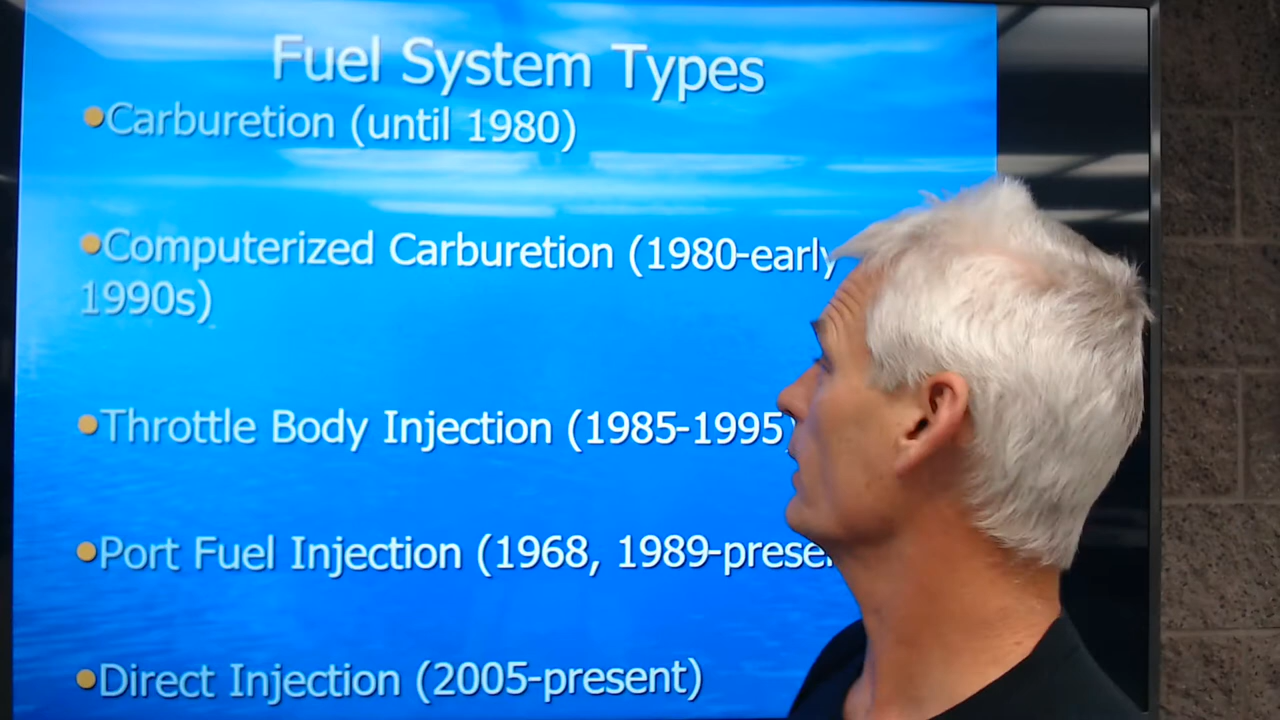 Fuel System Types
Carburetion (until 1980)
Computerized Carburetion (1980-early
1990s)
Throttle Body Injection (1985-1995)
Port Fuel Injection (1968, 1989-
Direct Injection (2005-present)